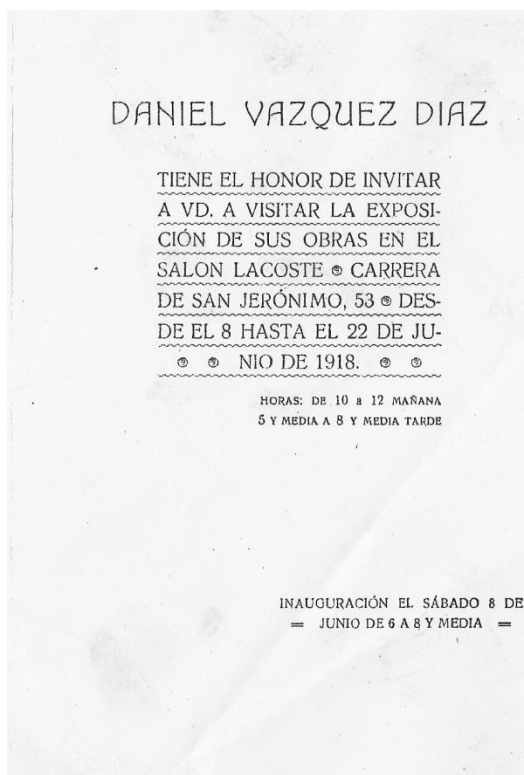 DANIEL VAZQUEZ DIAZ
TIENE EL HONOR DE INVITAR
A VD. A VISITAR LA EXPOSI-
CIÓN DE SUS OBRAS EN EL
SALON LACOSTE CARRERA
DE SAN JERÓNIMO, 53 DES-
DE EL 8 HASTA EL 22 DE JU-
NIO DE 1918.
HORAS: DE 10 a 12 MAÑANA
5 Y MEDIA A 8 Y MEDIA TARDE
INAUGURACIÓN EL SÁBADO 8 DE
= JUNIO DE 6 A 8 Y MEDIA =